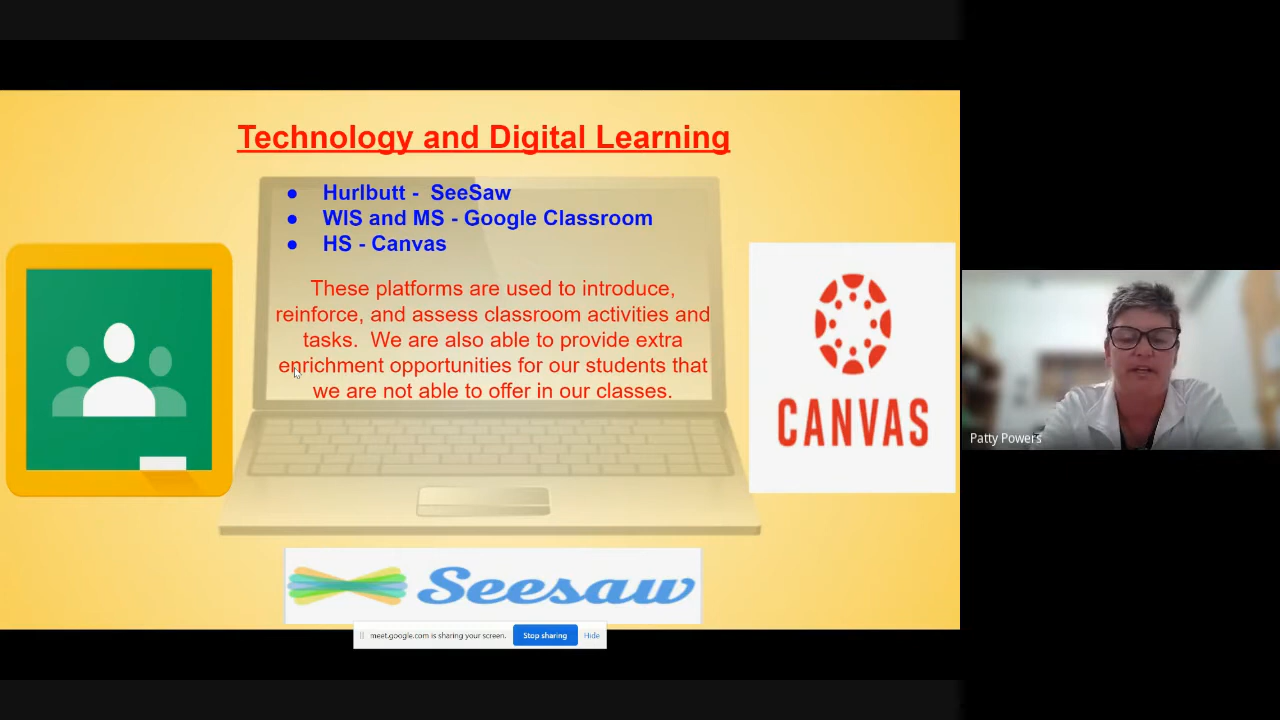 Technology and Digital Learning
● Hurlbutt - SeeSaw
● WIS and MS - Google Classroom
● HS - Canvas
These platforms are used to introduce,
reinforce, and assess classroom activities and
tasks. We are also able to provide extra
enrichment opportunities for our students that
we are not able to offer in our classes.
CANVAS
Seesaw
meet.google.com is sharing your screen. Stop sharing Hide
Patty Powers